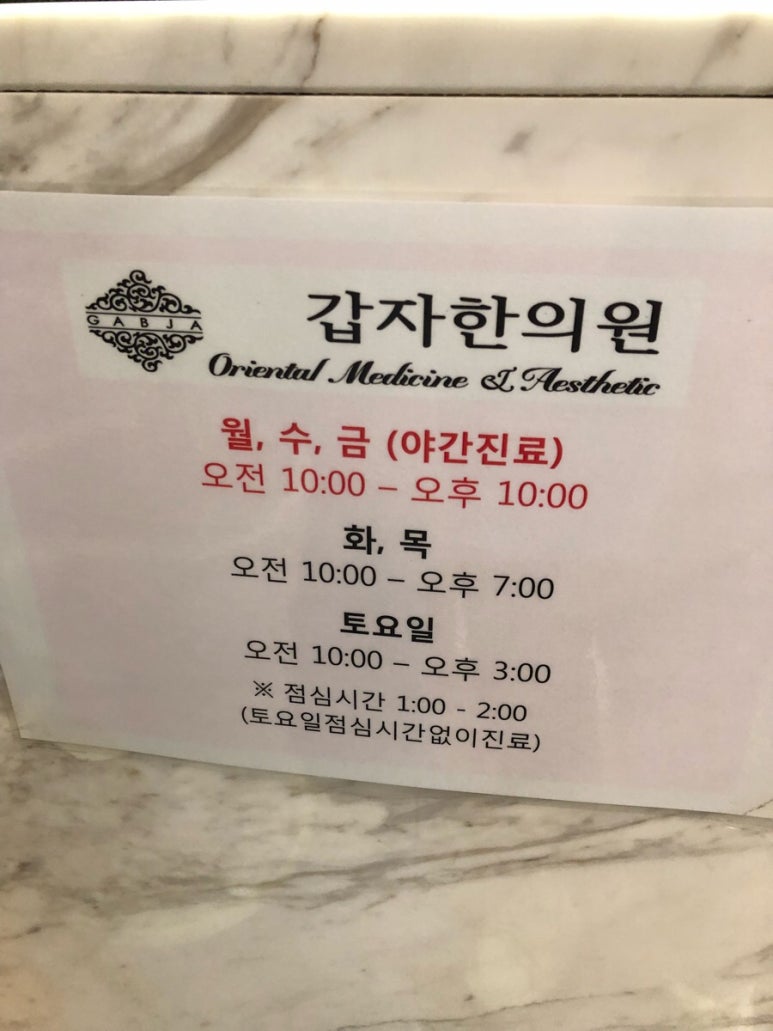 GABJA
갑자한의원
Oriental Medicine & Aesthetic
월, 수, 금 (야간진료)
오전 10:00 – 오후 10:00
화, 목
오전 10:00 – 오후 7:00
토요일
오전 10:00 – 오후 3:00
※ 점심시간 1:00 - 2:00
(토요일점심시간없이진료)